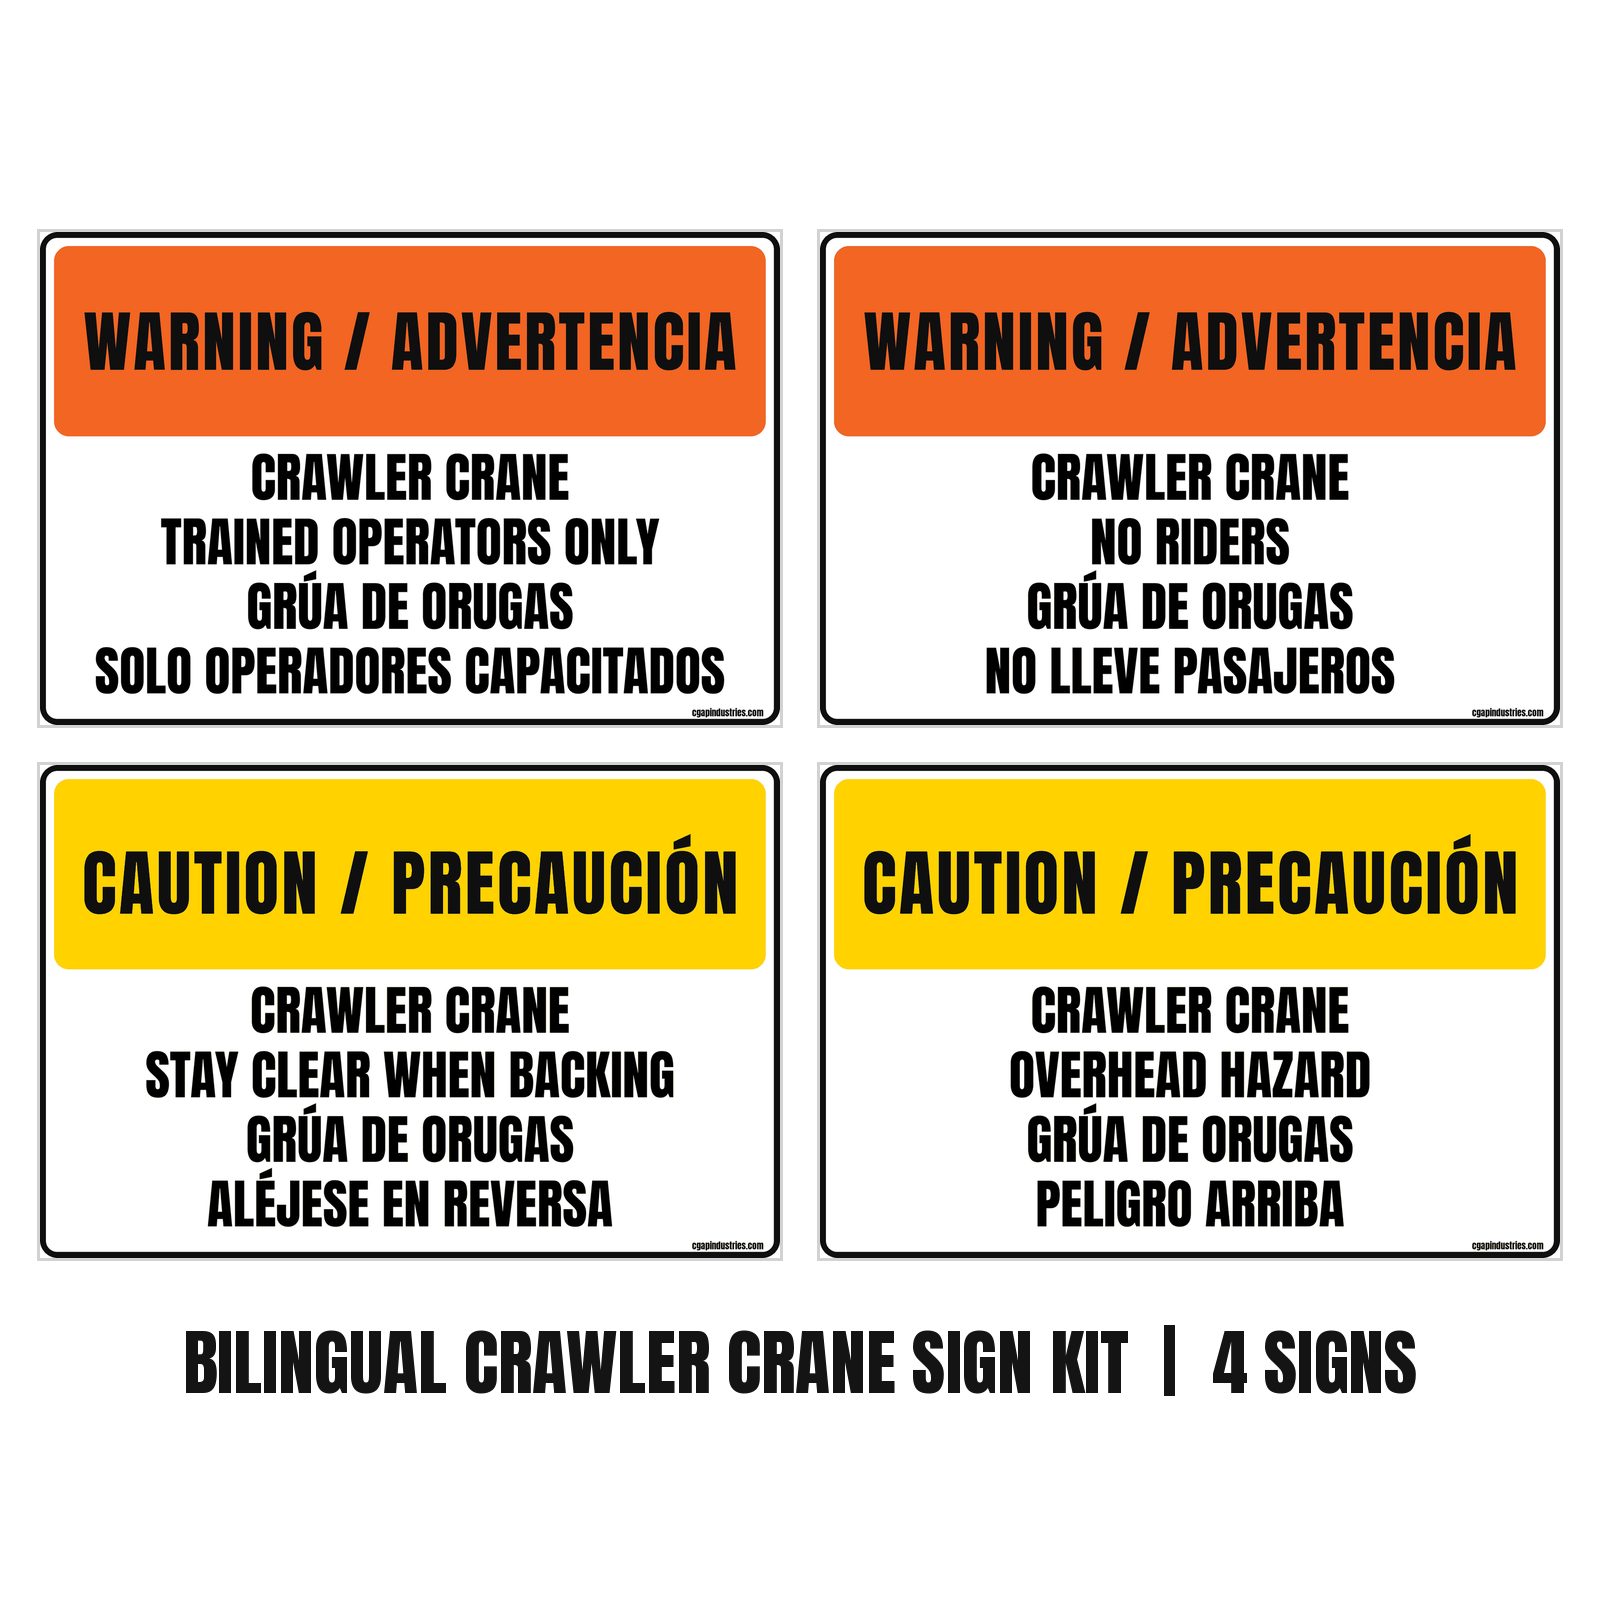 WARNING / ADVERTENCIA
CRAWLER CRANE
TRAINED OPERATORS ONLY
GRÚA DE ORUGAS
SOLO OPERADORES CAPACITADOS
cgapindustries.com
WARNING / ADVERTENCIA
CRAWLER CRANE
NO RIDERS
GRÚA DE ORUGAS
NO LLEVE PASAJEROS
cgapindustries.com
CAUTION / PRECAUCIÓN
CRAWLER CRANE
STAY CLEAR WHEN BACKING
GRÚA DE ORUGAS
ALÉJESE EN REVERSA
cgapindustries.com
CAUTION / PRECAUCIÓN
CRAWLER CRANE
OVERHEAD HAZARD
GRÚA DE ORUGAS
PELIGRO ARRIBA
cgapindustries.com
BILINGUAL CRAWLER CRANE SIGN KIT | 4 SIGNS